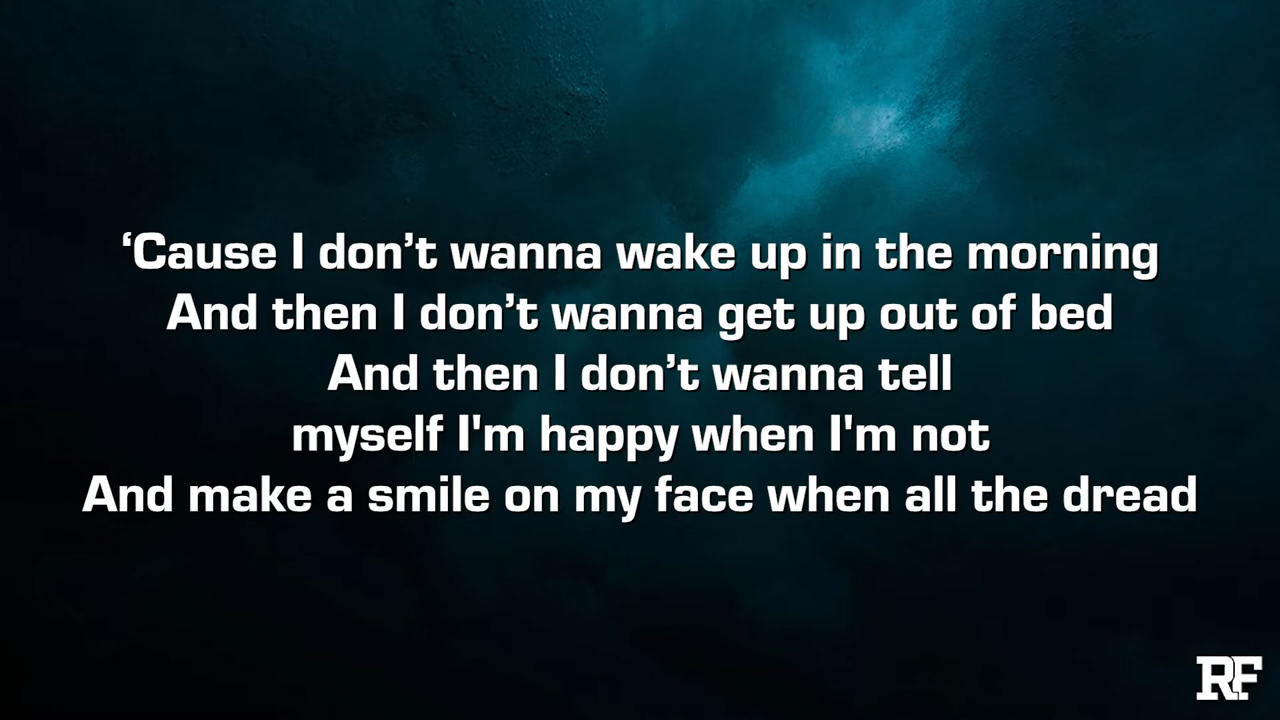 ‘Cause I don’t wanna wake up in the morning
And then I don’t wanna get up out of bed
And then I don’t wanna tell
myself I'm happy when I'm not
And make a smile on my face when all the dread
RF